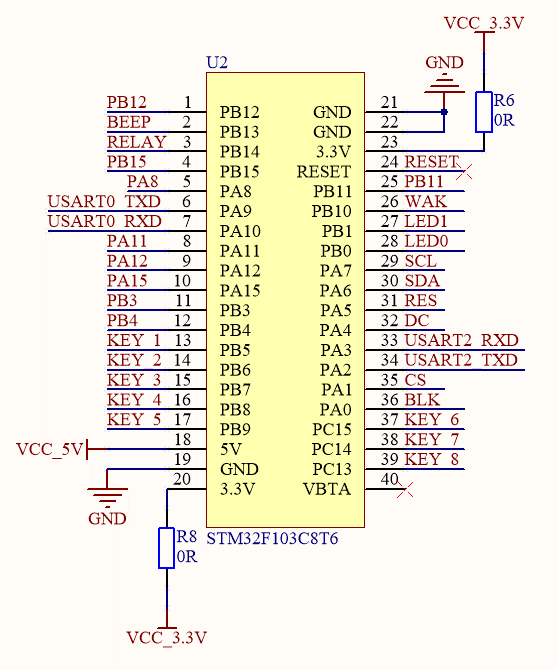 VCC_3.3V
U2
GND
R6
0R
PB12 1 PB12 GND 21
BEEP 2 PB13 GND 22
RELAY 3 PB14 3.3V 23
PB15 4 PB15 RESET 24 RESET
PA8 5 PA8 PB11 25 PB11
USART0_TXD 6 PA9 PB10 26 WAK
USART0_RXD 7 PA10 PB1 27 LED1
PA11 8 PA11 PB0 28 LED0
PA12 9 PA12 PA7 29 SCL
PA15 10 PA15 PA6 30 SDA
PB3 11 PB3 PA5 31 RES
PB4 12 PB4 PA4 32 DC
KEY_1 13 PB5 PA3 33 USART2_RXD
KEY_2 14 PB6 PA2 34 USART2_TXD
KEY_3 15 PB7 PA1 35 CS
KEY_4 16 PB8 PA0 36 BLK
KEY_5 17 PB9 PC15 37 KEY_6
VCC_5V 18 5V PC14 38 KEY_7
19 GND PC13 39 KEY_8
20 3.3V VBTA 40
GND
R8
0R
STM32F103C8T6
VCC_3.3V